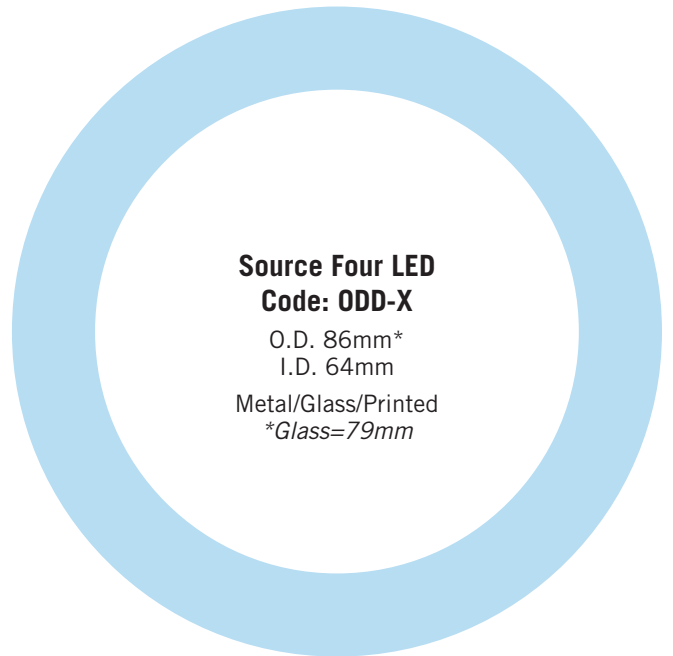 Source Four LED
Code: ODD-X
O.D. 86mm*
I.D. 64mm
Metal/Glass/Printed
*Glass=79mm